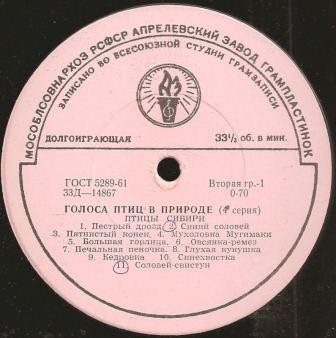 МОСОБЛСОВНАРХОЗ РСФСР АПРЕЛЕВСКИЙ ЗАВОД ГРАМПЛАСТИНОК
ЗАПИСАНО ВО ВСЕСОЮЗНОЙ СТУДИИ ГРАМЗАПИСИ
ДОЛГОИГРАЮЩАЯ 33⅓ об. в мин.
ГОСТ 5289-61 Вторая гр.-1
33Д—14867 0-70
ГОЛОСА ПТИЦ В ПРИРОДЕ (4 серия)
ПТИЦЫ СИБИРИ
1. Пестрый дрозд 2. Синий соловей
3. Пятнистый конек, 4. Мухоловка Мугимаки
5. Большая горлица. 6. Овсянка-ремез
7. Печальная пеночка. 8. Глухая кукушка
9. Кедровка 10. Синехвостка
11 Соловей-свистун